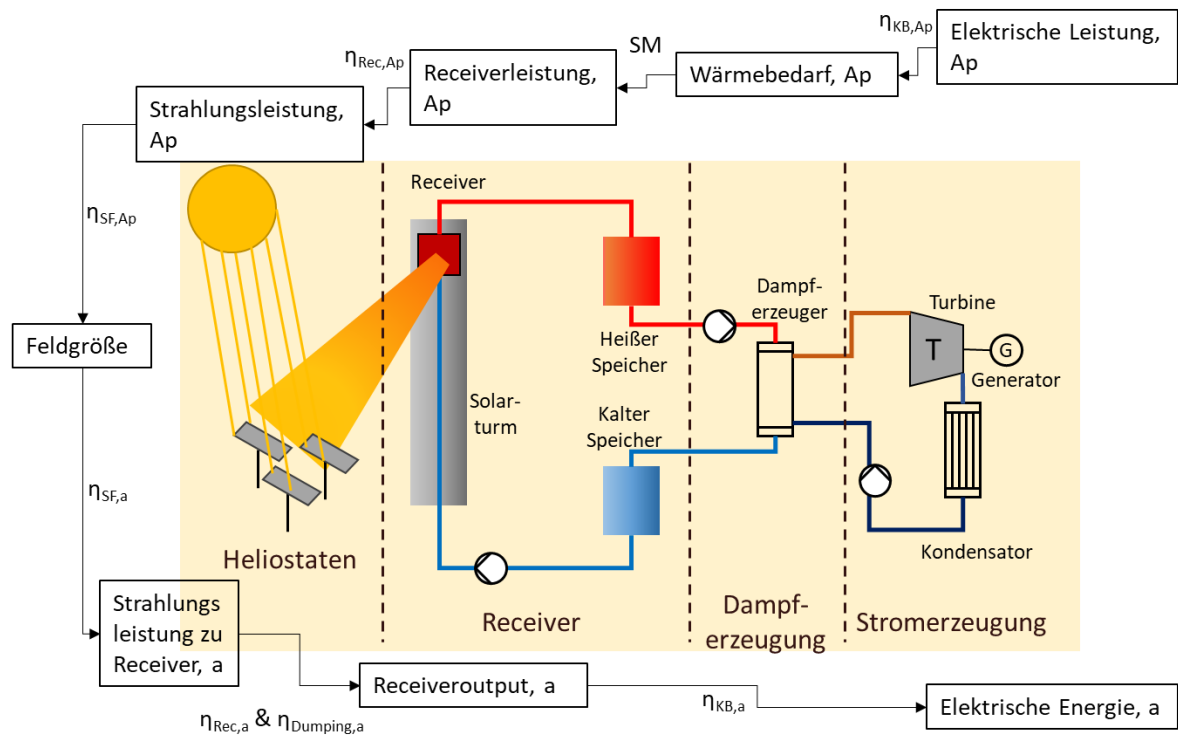 η_KB,Ap
Elektrische Leistung,
Ap
SM
Wärmebedarf, Ap
η_Rec,Ap
Receiverleistung,
Ap
Strahlungsleistung,
Ap
η_SF,Ap
Feldgröße
η_SF,a
Receiver
Solar-
turm
Heißer
Speicher
Kalter
Speicher
Dampf-
erzeuger
Turbine
T
G
Generator
Kondensator
Heliostaten
Receiver
Dampf-
erzeugung
Stromerzeugung
Strahlungs
leistung zu
Receiver, a
η_Rec,a & η_Dumping,a
Receiveroutput, a
η_KB,a
Elektrische Energie, a